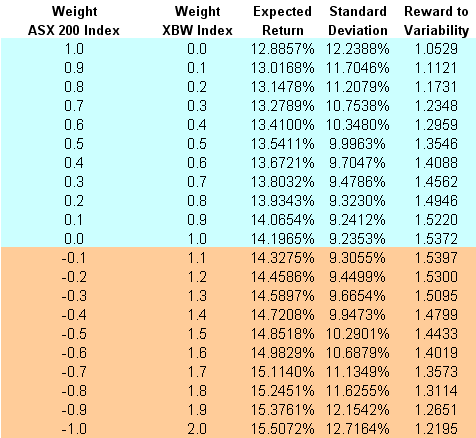 Weight Weight Expected Standard Reward to
ASX 200 Index XBW Index Return Deviation Variability
1.0 0.0 12.8857% 12.2388% 1.0529
0.9 0.1 13.0168% 11.7046% 1.1121
0.8 0.2 13.1478% 11.2079% 1.1731
0.7 0.3 13.2789% 10.7538% 1.2348
0.6 0.4 13.4100% 10.3480% 1.2959
0.5 0.5 13.5411% 9.9963% 1.3546
0.4 0.6 13.6721% 9.7047% 1.4088
0.3 0.7 13.8032% 9.4786% 1.4562
0.2 0.8 13.9343% 9.3230% 1.4946
0.1 0.9 14.0654% 9.2412% 1.5220
0.0 1.0 14.1965% 9.2353% 1.5372
-0.1 1.1 14.3275% 9.3055% 1.5397
-0.2 1.2 14.4586% 9.4499% 1.5300
-0.3 1.3 14.5897% 9.6654% 1.5095
-0.4 1.4 14.7208% 9.9473% 1.4799
-0.5 1.5 14.8518% 10.2901% 1.4433
-0.6 1.6 14.9829% 10.6879% 1.4019
-0.7 1.7 15.1140% 11.1349% 1.3573
-0.8 1.8 15.2451% 11.6255% 1.3114
-0.9 1.9 15.3761% 12.1542% 1.2651
-1.0 2.0 15.5072% 12.7164% 1.2195